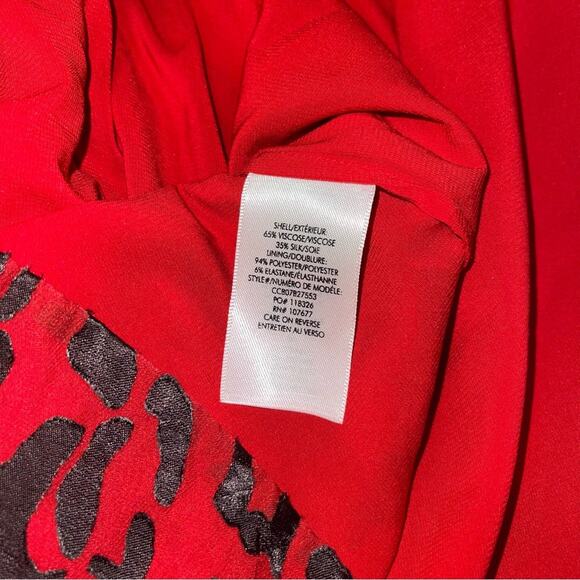 SHELL/EXTÉRIEUR:
65% VISCOSE/VISCOSE
35% SILK/SOIE
LINING/DOUBLURE:
94% POLYESTER/POLYESTER
6% ELASTANE/ÉLASTHANNE
STYLE#/NUMÉRO DE MODÈLE:
CCB07B27553
PO# 118326
RN# 107677
CARE ON REVERSE
ENTRETIEN AU VERSO